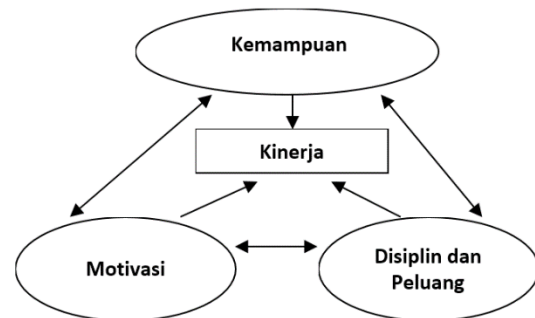 Kemampuan
Kinerja
Motivasi
Disiplin dan
Peluang